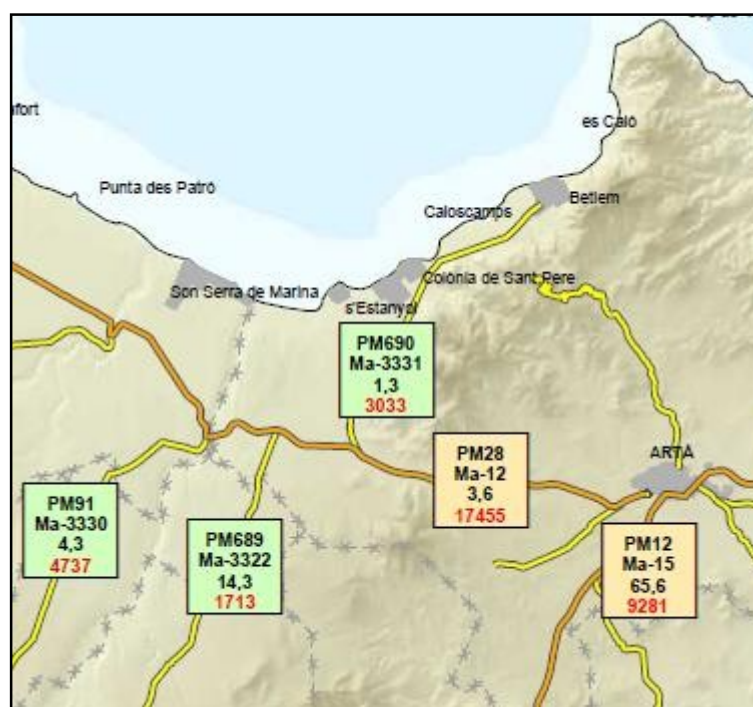 es Caló
Punta des Patró
Betlem
Caloscamps
Colònia de Sant Pere
Son Serra de Marina
s'Estanyol
PM690
Ma-3331
1,3
3033
ARTÀ
PM28
Ma-12
3,6
17455
PM91
Ma-3330
4,3
4737
PM689
Ma-3322
14,3
1713
PM12
Ma-15
65,6
9281